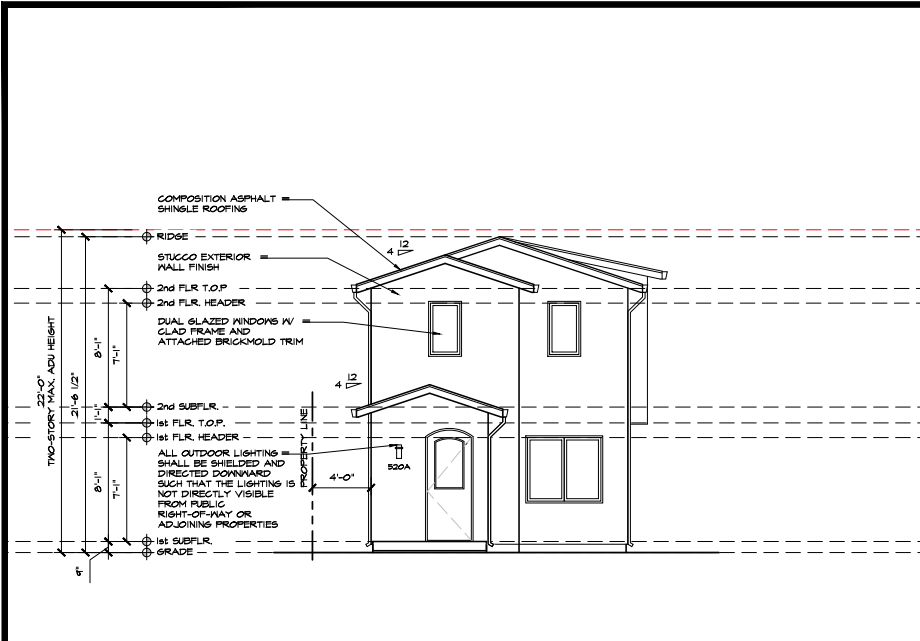 COMPOSITION ASPHALT
SHINGLE ROOFING
RIDGE
12
4
STUCCO EXTERIOR
WALL FINISH
2nd FLR T.O.P
2nd FLR. HEADER
DUAL GLAZED WINDOWS W/
CLAD FRAME AND
ATTACHED BRICKMOLD TRIM
22'-0"
TWO-STORY MAX. ADU HEIGHT
21'-6 1/2"
8'-1"
7'-1"
12
4
2nd SUBFLR.
1'-1"
1st FLR. T.O.P.
1st FLR. HEADER
PROPERTY LINE
ALL OUTDOOR LIGHTING
SHALL BE SHIELDED AND
DIRECTED DOWNWARD
SUCH THAT THE LIGHTING IS
NOT DIRECTLY VISIBLE
FROM PUBLIC
RIGHT-OF-WAY OR
ADJOINING PROPERTIES
520A
4'-0"
8'-1"
7'-1"
1st SUBFLR.
GRADE
9"